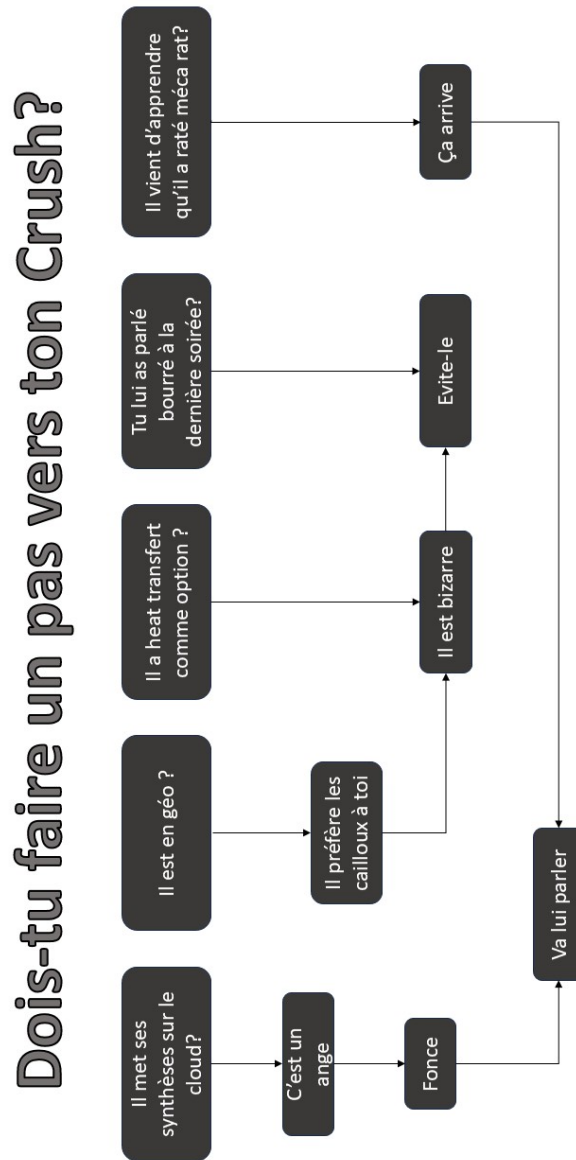 Dois-tu faire un pas vers ton Crush?
Il met ses
synthèses sur le
cloud?
Il est en géo ?
Il a heat transfert
comme option ?
Tu lui as parlé
bourré à la
dernière soirée?
Il vient d'apprendre
qu'il a raté méca rat?
C'est un
ange
Il préfère les
cailloux à toi
Fonce
Il est bizarre
Evite-le
Ça arrive
Va lui parler